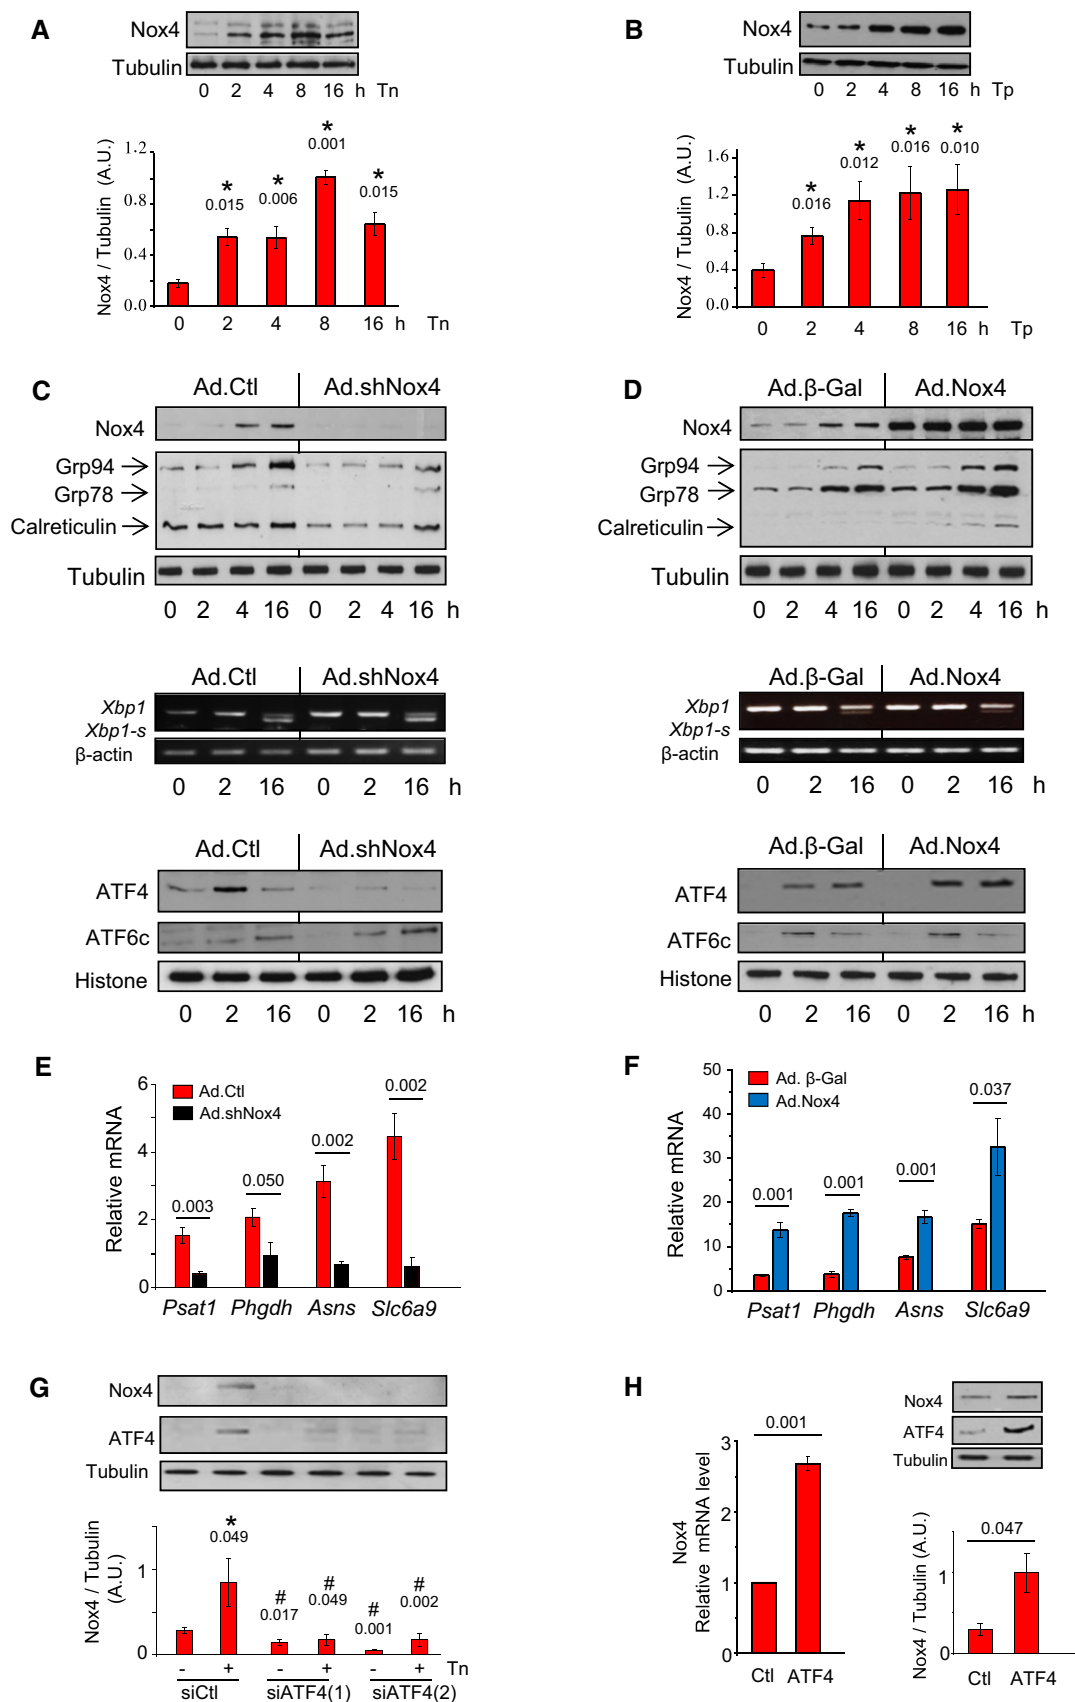 A
Nox4
Tubulin
0 2 4 8 16 h Tn
Nox4 / Tubulin (A.U.)
1.2
0.8
0.4
0.0
* 0.015
* 0.006
* 0.001
* 0.015
0 2 4 8 16 h Tn
B
Nox4
Tubulin
0 2 4 8 16 h Tp
Nox4 / Tubulin (A.U.)
1.6
1.2
0.8
0.4
0.0
* 0.016
* 0.012
* 0.016
* 0.010
0 2 4 8 16 h Tp
C
Ad.Ctl Ad.shNox4
Nox4
Grp94
Grp78
Calreticulin
Tubulin
0 2 4 16 0 2 4 16 h
Ad.Ctl Ad.shNox4
Xbp1
Xbp1-s
β-actin
0 2 16 0 2 16 h
Ad.Ctl Ad.shNox4
ATF4
ATF6c
Histone
0 2 16 0 2 16 h
D
Ad.β-Gal Ad.Nox4
Nox4
Grp94
Grp78
Calreticulin
Tubulin
0 2 4 16 0 2 4 16 h
Ad.β-Gal Ad.Nox4
Xbp1
Xbp1-s
β-actin
0 2 16 0 2 16 h
Ad.β-Gal Ad.Nox4
ATF4
ATF6c
Histone
0 2 16 0 2 16 h
E
Relative mRNA
6
4
2
0
Ad.Ctl
Ad.shNox4
0.003
0.050
0.002
0.002
Psat1 Phgdh Asns Slc6a9
F
Relative mRNA
50
40
30
20
10
0
Ad. β-Gal
Ad.Nox4
0.001
0.001
0.001
0.037
Psat1 Phgdh Asns Slc6a9
G
Nox4
ATF4
Tubulin
Nox4 / Tubulin
(A.U.)
1
0
* 0.049
# 0.017
# 0.049
# 0.001
# 0.002
- + - + - + Tn
siCtl siATF4(1) siATF4(2)
H
Nox4
Relative mRNA level
3
2
1
0
0.001
Ctl ATF4
Nox4
ATF4
Tubulin
Nox4 / Tubulin (A.U.)
1
0
0.047
Ctl ATF4